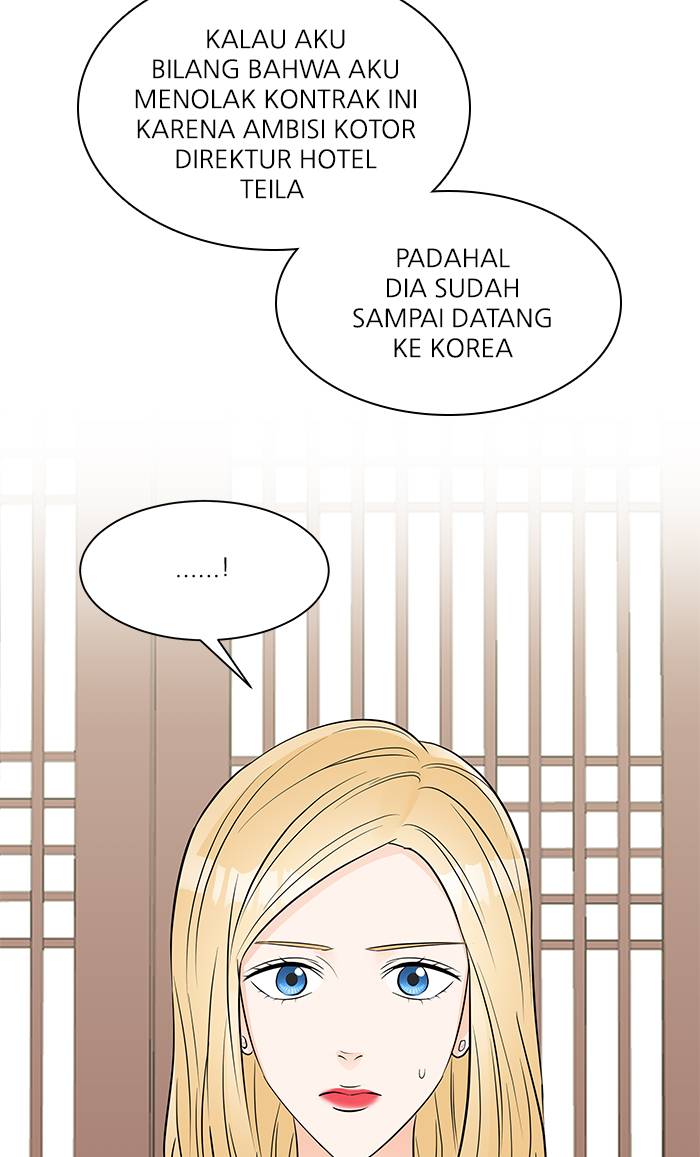 KALAU AKU
BILANG BAHWA AKU
MENOLAK KONTRAK INI
KARENA AMBISI KOTOR
DIREKTUR HOTEL
TEILA
PADAHAL
DIA SUDAH
SAMPAI DATANG
KE KOREA
......!